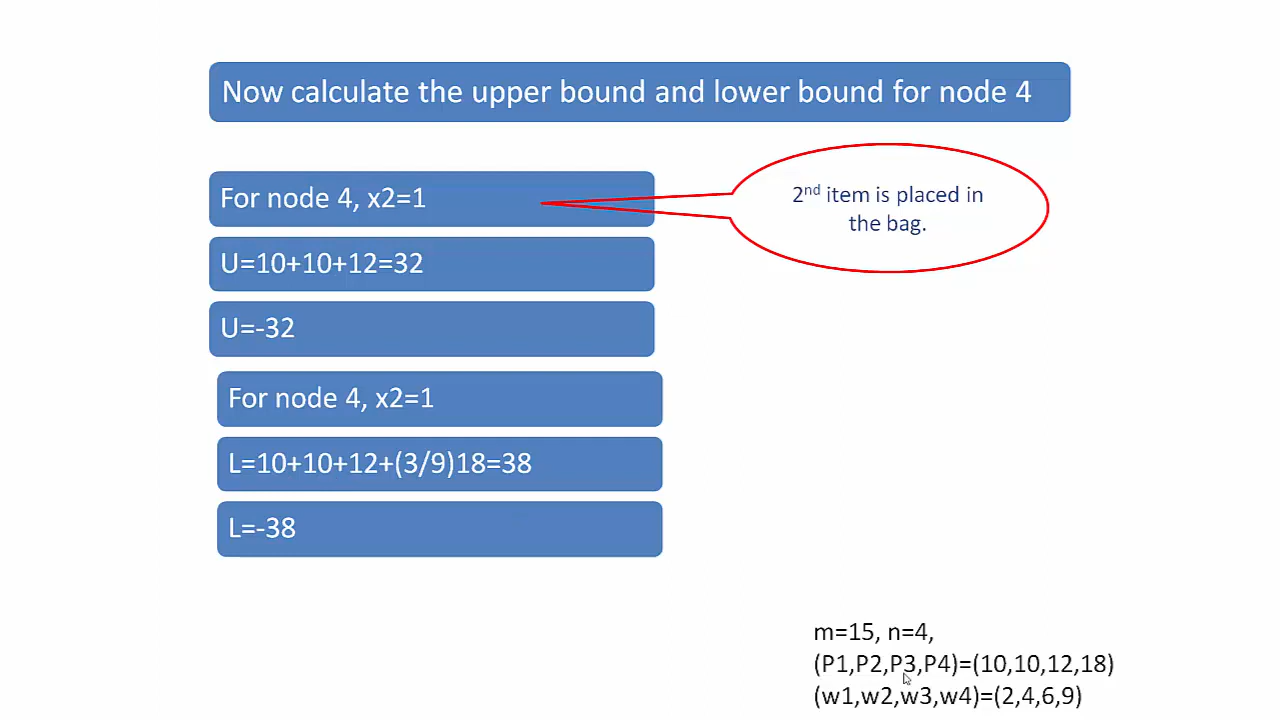 Now calculate the upper bound and lower bound for node 4
For node 4, x2=1
2nd item is placed in
the bag.
U=10+10+12=32
U=-32
For node 4, x2=1
L=10+10+12+(3/9)18=38
L=-38
m=15, n=4,
(P1,P2,P3,P4)=(10,10,12,18)
(w1,w2,w3,w4)=(2,4,6,9)